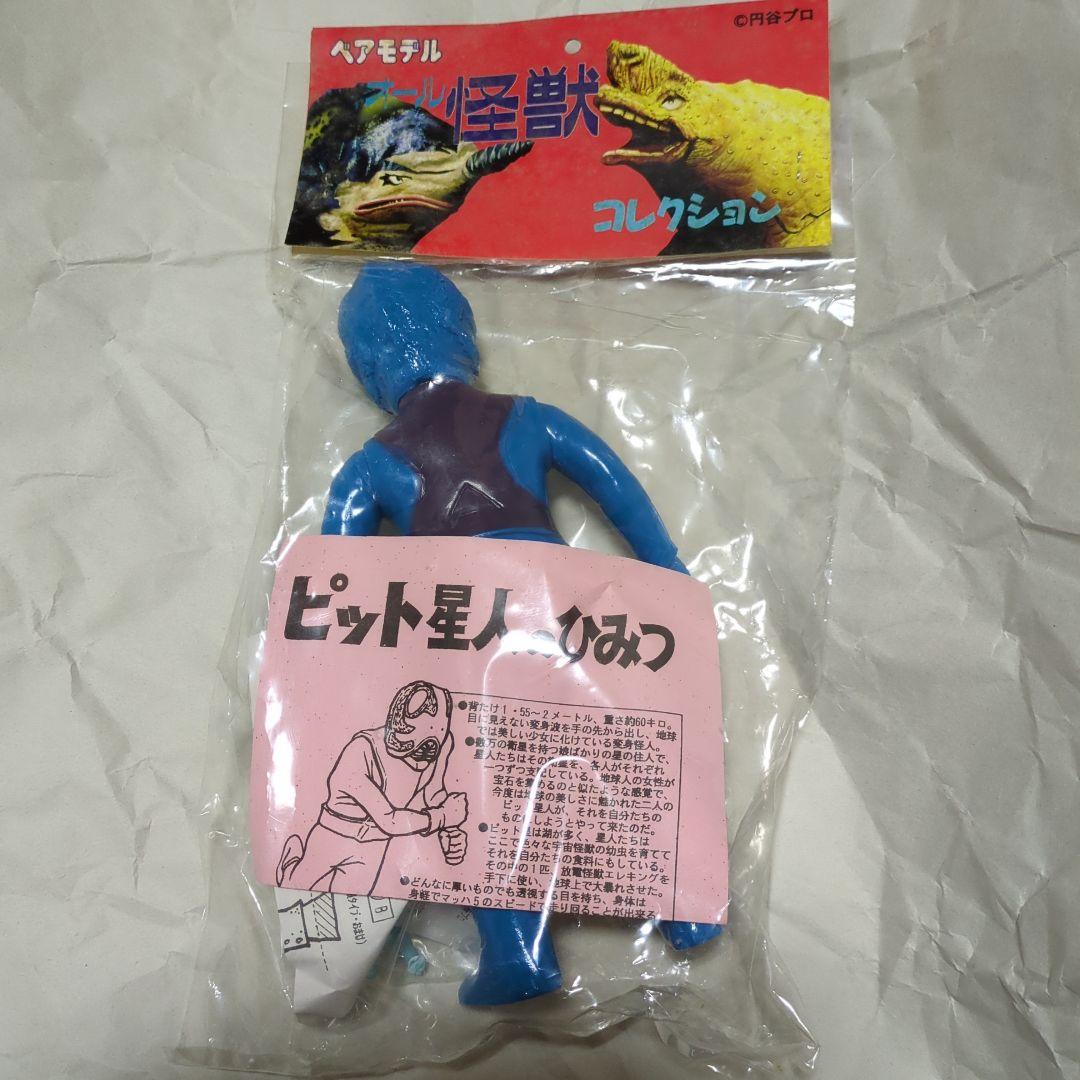 ©円谷プロ
ベアモデル
オール怪獣
コレクション
ピット星人のひみつ
●背たけ1・55〜2メートル、重さ約60キロ。
目に見えない変身波を手の先から出し、地球
では美しい少女に化けている変身怪人。
●数万の衛星を持つ娘ばかりの星の住人で、
星人たちはその衛星を、各人がそれぞれ
一つずつ支配している。地球人の女性が
宝石を集めるのと似たような感覚で、
今度は地球の美しさに魅かれた二人の
ピット星人が、それを自分たちの
ものにしようとやって来たのだ。
●ピット星は湖が多く、星人たちは
ここで色々な宇宙怪獣の幼虫を育てて
それを自分たちの食料にもしている。
その中の1匹、放電怪獣エレキングを
手下に使い、地球上で大暴れさせた。
●どんなに厚いものでも透視する目を持ち、身体は
身軽でマッハ5のスピードで走り回ることが出来る
B
タイプ・おまけ)